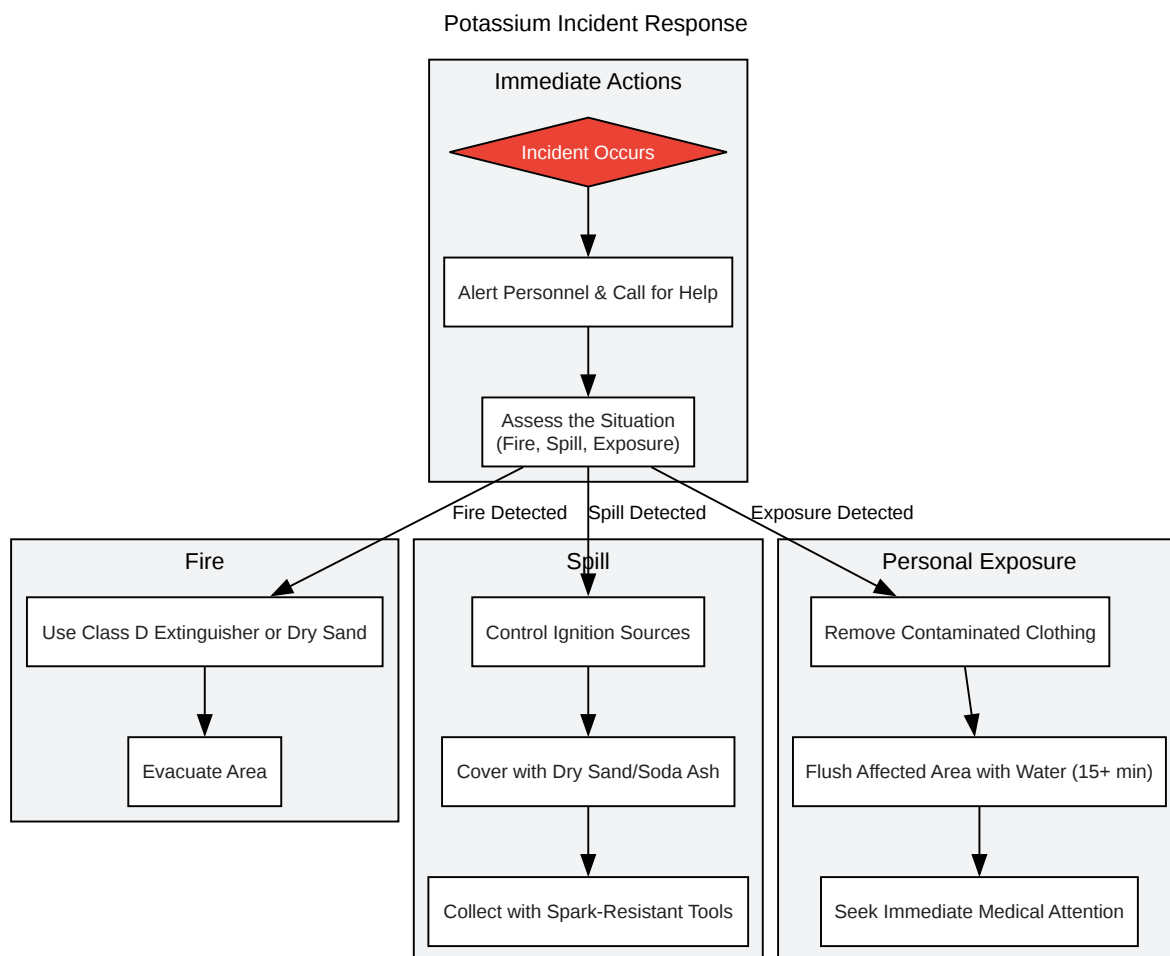 Potassium Incident Response
Immediate Actions
Incident Occurs
Alert Personnel & Call for Help
Assess the Situation
(Fire, Spill, Exposure)
Fire Detected
Spill Detected
Exposure Detected
Fire
Use Class D Extinguisher or Dry Sand
Evacuate Area
Spill
Control Ignition Sources
Cover with Dry Sand/Soda Ash
Collect with Spark-Resistant Tools
Personal Exposure
Remove Contaminated Clothing
Flush Affected Area with Water (15+ min)
Seek Immediate Medical Attention